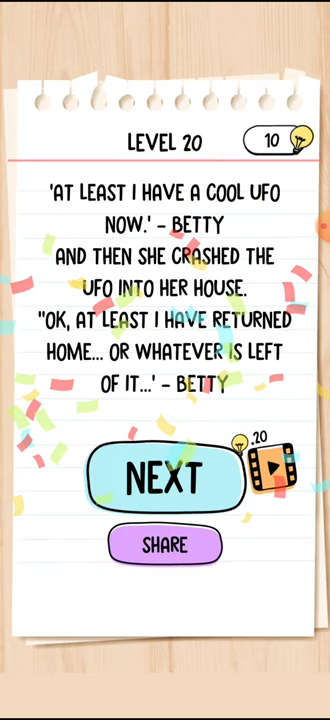 LEVEL 20
10
'AT LEAST I HAVE A COOL UFO
NOW.' - BETTY
AND THEN SHE CRASHED THE
UFO INTO HER HOUSE.
"OK, AT LEAST I HAVE RETURNED
HOME... OR WHATEVER IS LEFT
OF IT...' - BETTY
.20
NEXT
SHARE